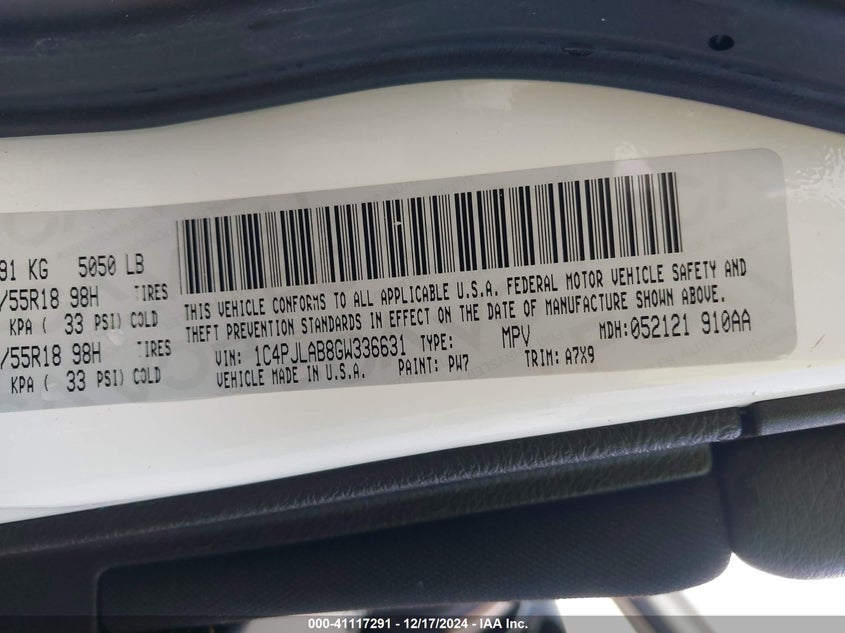 91 KG 5050 LB
/55R18 98H TIRES
KPA ( 33 PSI) COLD
/55R18 98H TIRES
KPA ( 33 PSI) COLD
THIS VEHICLE CONFORMS TO ALL APPLICABLE U.S.A. FEDERAL MOTOR VEHICLE SAFETY AND
THEFT PREVENTION STANDARDS IN EFFECT ON THE DATE OF MANUFACTURE SHOWN ABOVE.
VIN: 1C4PJLAB8GW336631 TYPE: MPV MDH: 052121 910AA
VEHICLE MADE IN U.S.A. PAINT: PW7 TRIM: A7X9
000-41117291 - 12/17/2024 - IAA Inc.